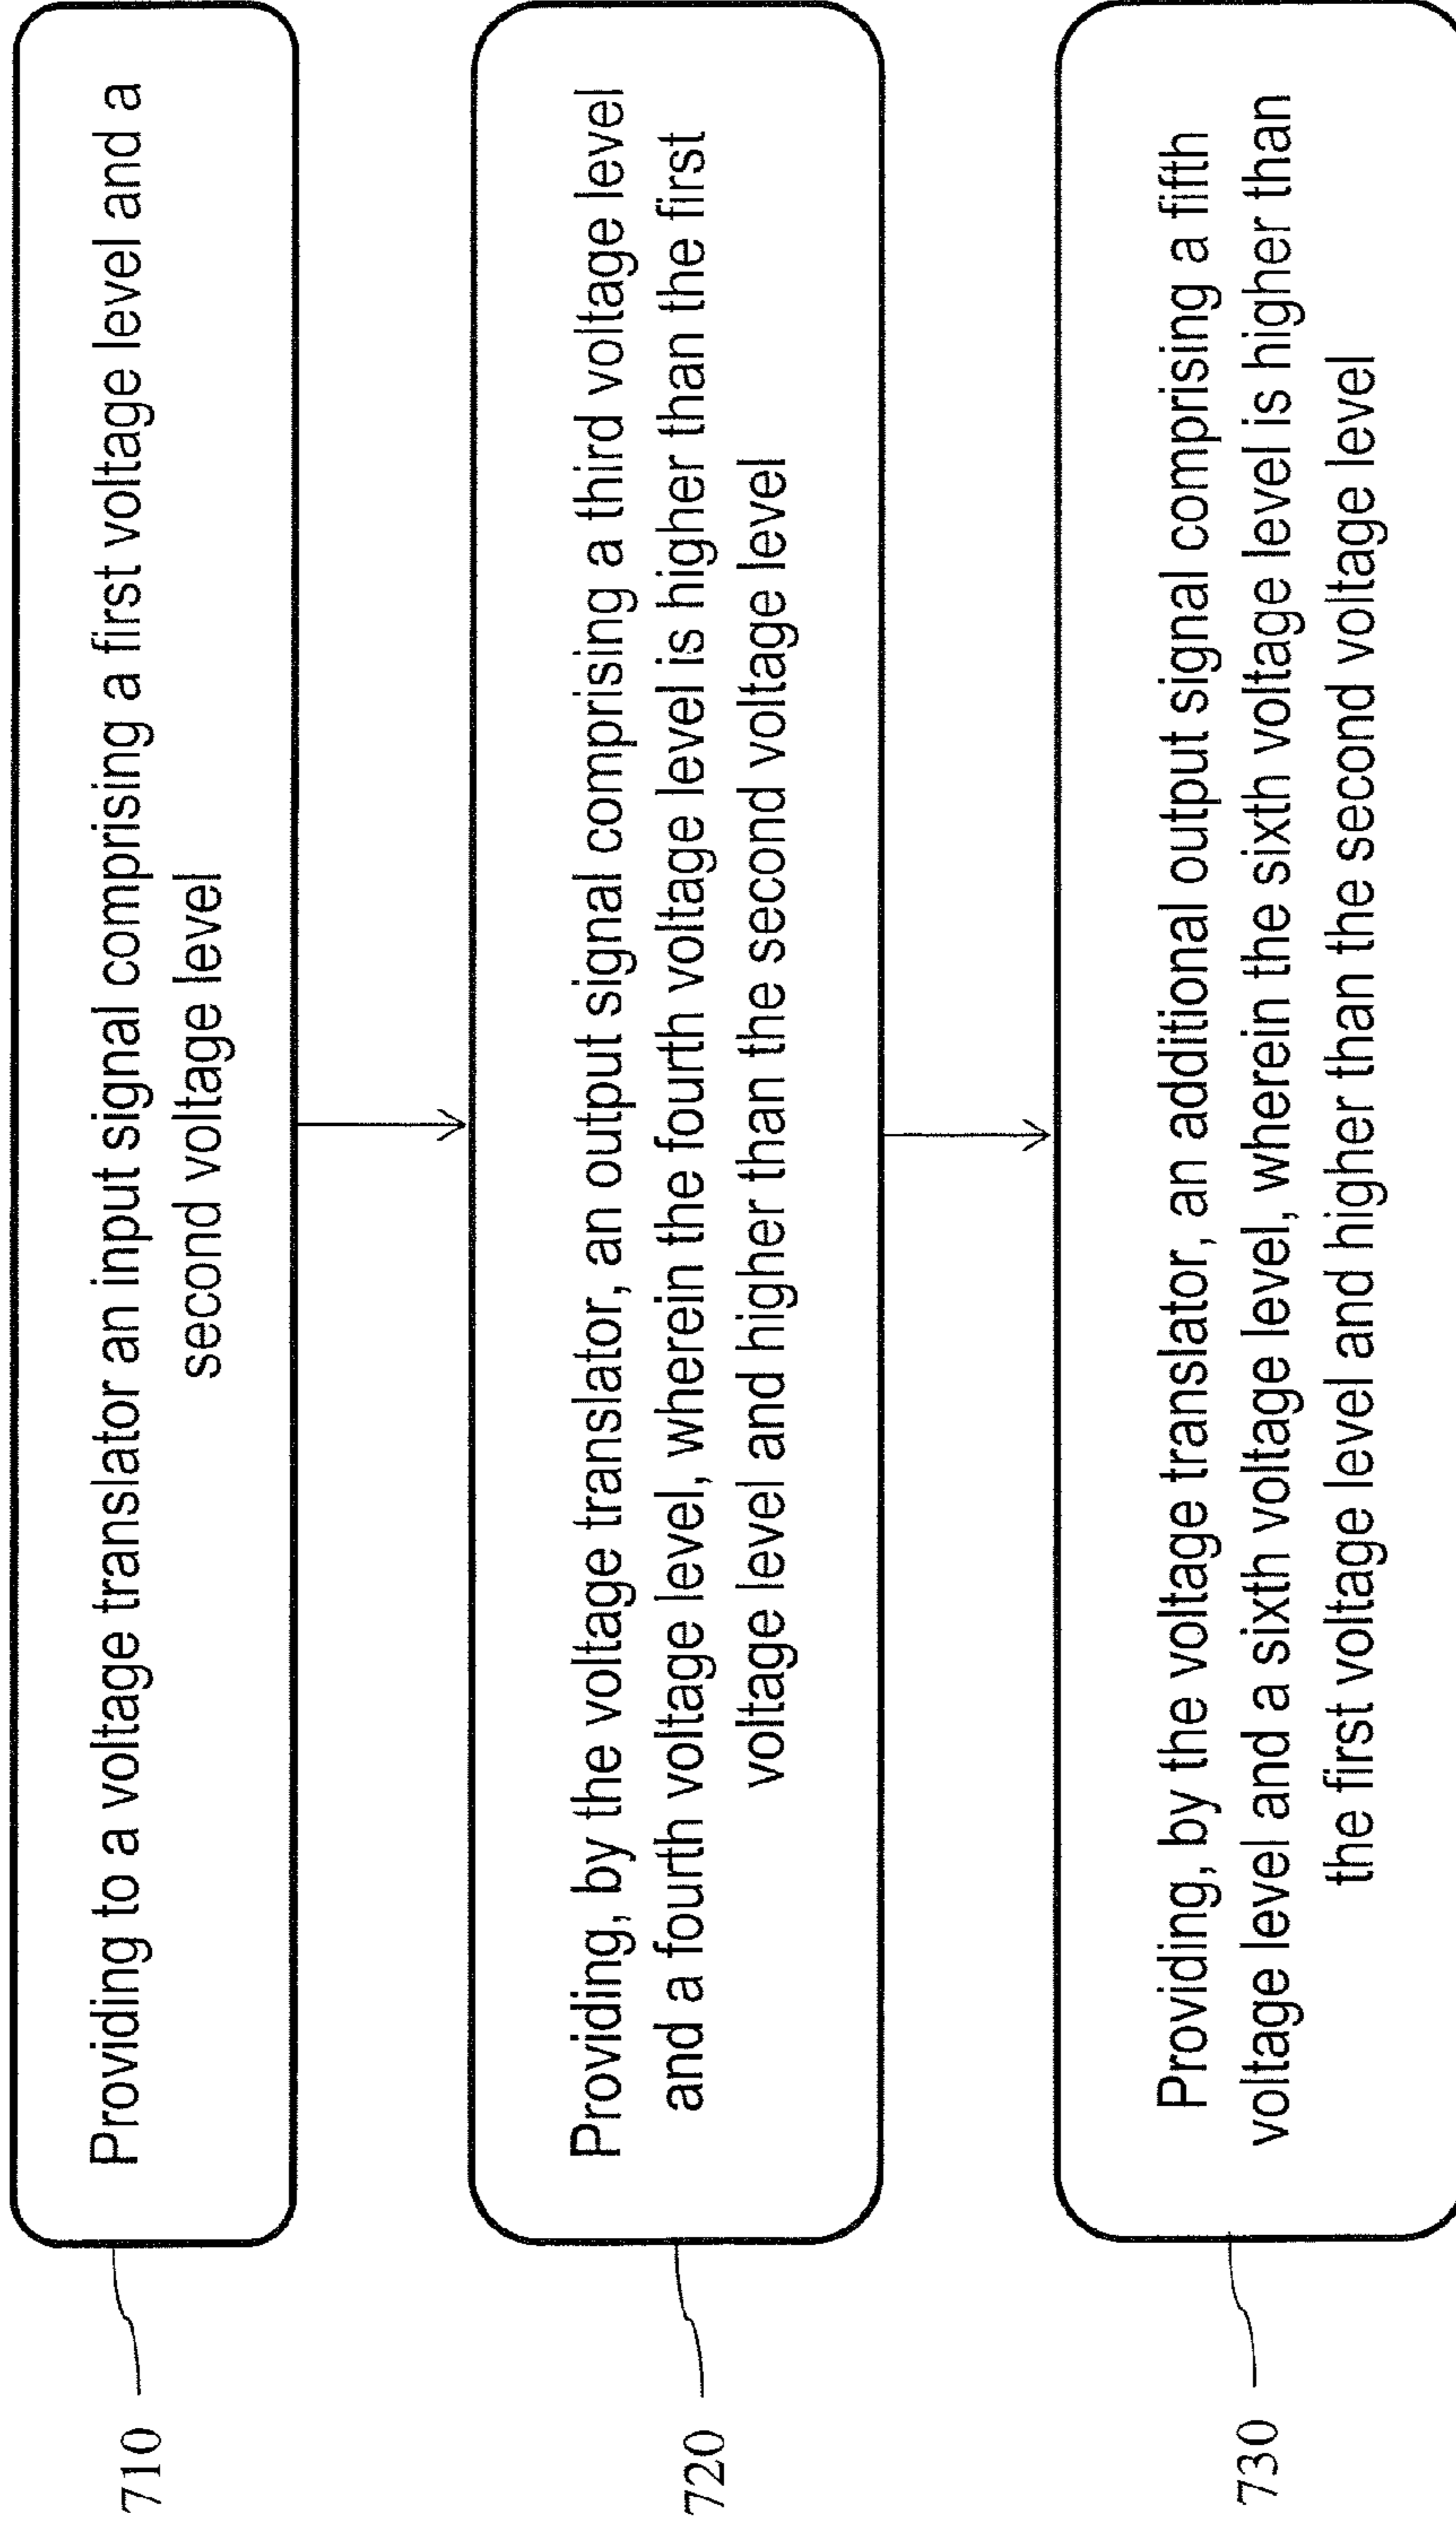 710
Providing to a voltage translator an input signal comprising a first voltage level and a
second voltage level
720
Providing, by the voltage translator, an output signal comprising a third voltage level
and a fourth voltage level, wherein the fourth voltage level is higher than the first
voltage level and higher than the second voltage level
730
Providing, by the voltage translator, an additional output signal comprising a fifth
voltage level and a sixth voltage level, wherein the sixth voltage level is higher than
the first voltage level and higher than the second voltage level